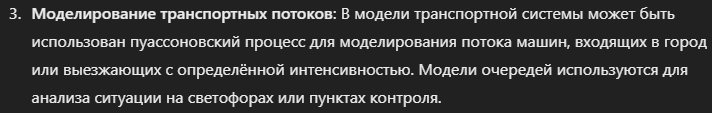 3. Моделирование транспортных потоков: В модели транспортной системы может быть
использован пуассоновский процесс для моделирования потока машин, входящих в город
или выезжающих с определённой интенсивностью. Модели очередей используются для
анализа ситуации на светофорах или пунктах контроля.